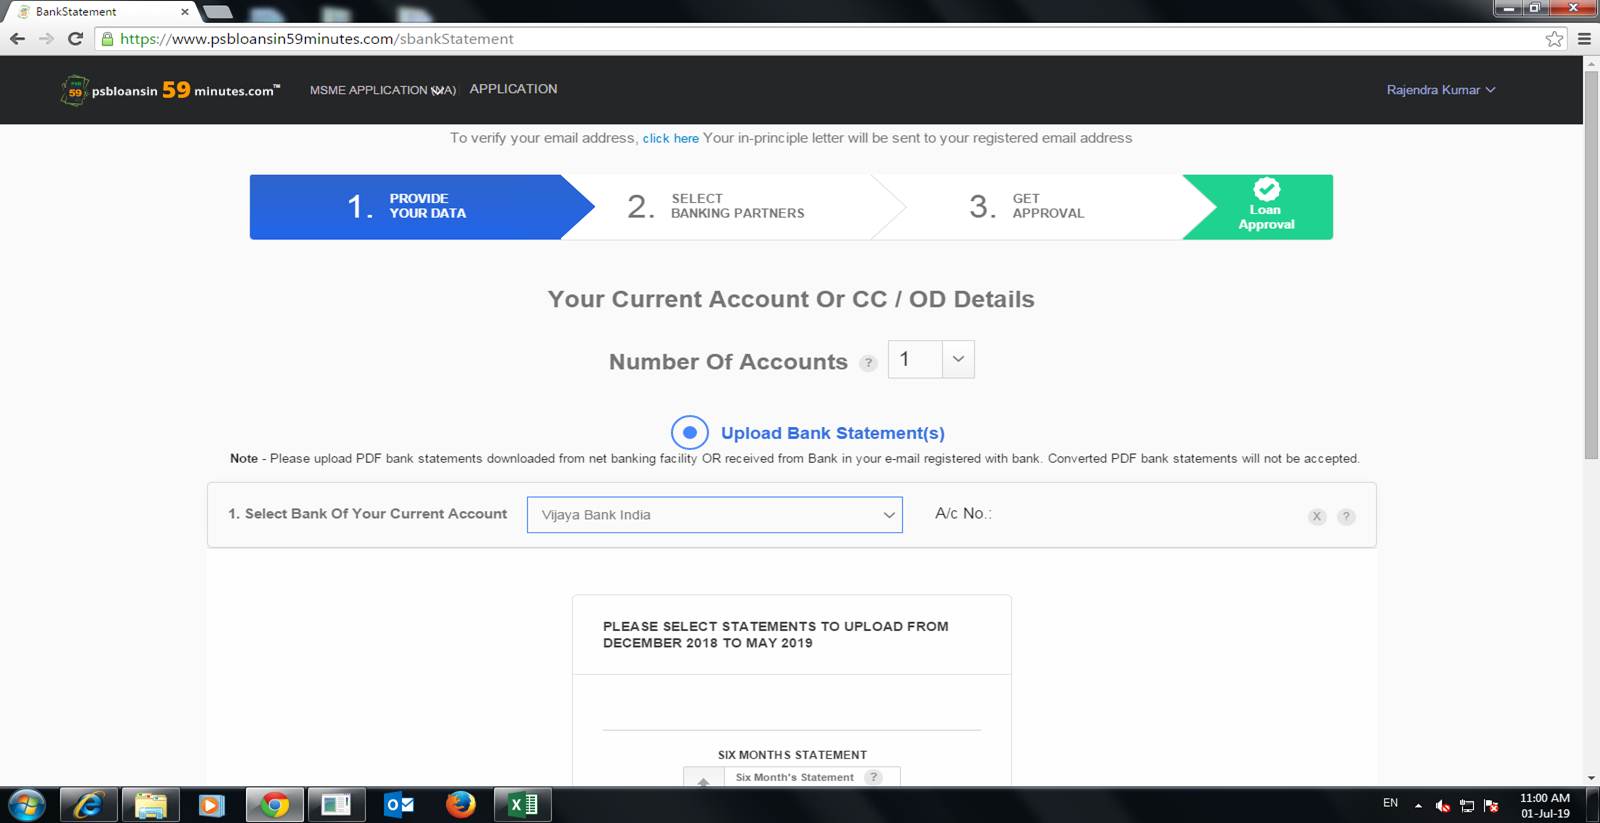 BankStatement
https://www.psbloansin59minutes.com/sbankStatement
psbloansin 59 minutes.com™
MSME APPLICATION
APPLICATION
Rajendra Kumar
To verify your email address, click here Your in-principle letter will be sent to your registered email address
1. PROVIDE YOUR DATA
2. SELECT BANKING PARTNERS
3. GET APPROVAL
Loan
Approval
Your Current Account Or CC / OD Details
Number Of Accounts ? 1
Upload Bank Statement(s)
Note - Please upload PDF bank statements downloaded from net banking facility OR received from Bank in your e-mail registered with bank. Converted PDF bank statements will not be accepted.
1. Select Bank Of Your Current Account Vijaya Bank India A/c No.: X ?
PLEASE SELECT STATEMENTS TO UPLOAD FROM
DECEMBER 2018 TO MAY 2019
SIX MONTHS STATEMENT
Six Month's Statement ?
EN 11:00 AM
01-Jul-19